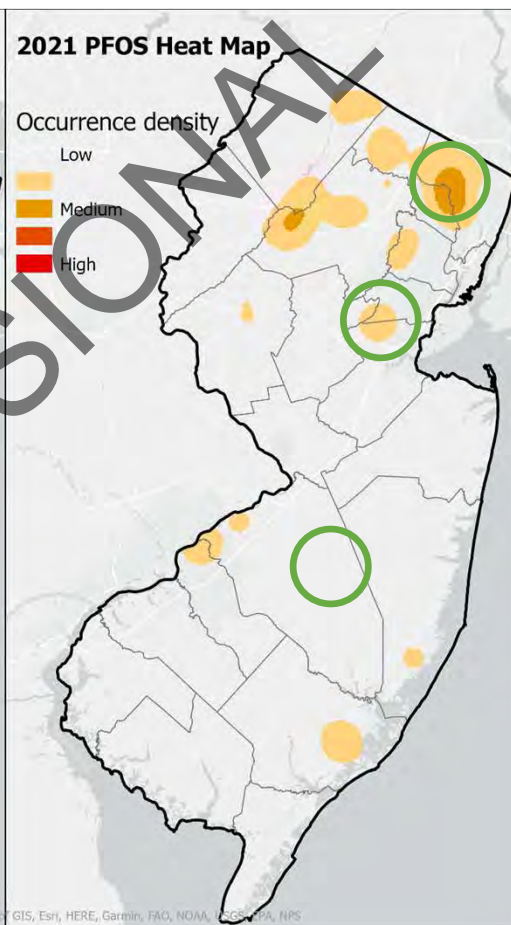 2021 PFOS Heat Map
Occurrence density
Low
Medium
High
SIONAL
GIS, Esri, HERE, Garmin, FAO, NOAA, USGS, EPA, NPS